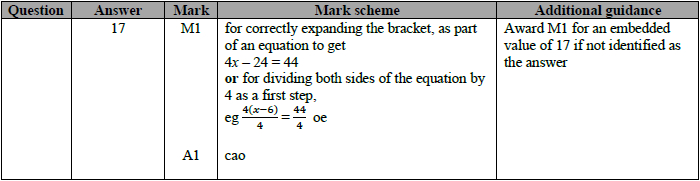 Question Answer Mark Mark scheme Additional guidance
17 M1 for correctly expanding the bracket, as part Award M1 for an embedded
of an equation to get value of 17 if not identified as
4x – 24 = 44 the answer
or for dividing both sides of the equation by
4 as a first step,
eg 4(x−6)/4 = 44/4 oe
A1 cao